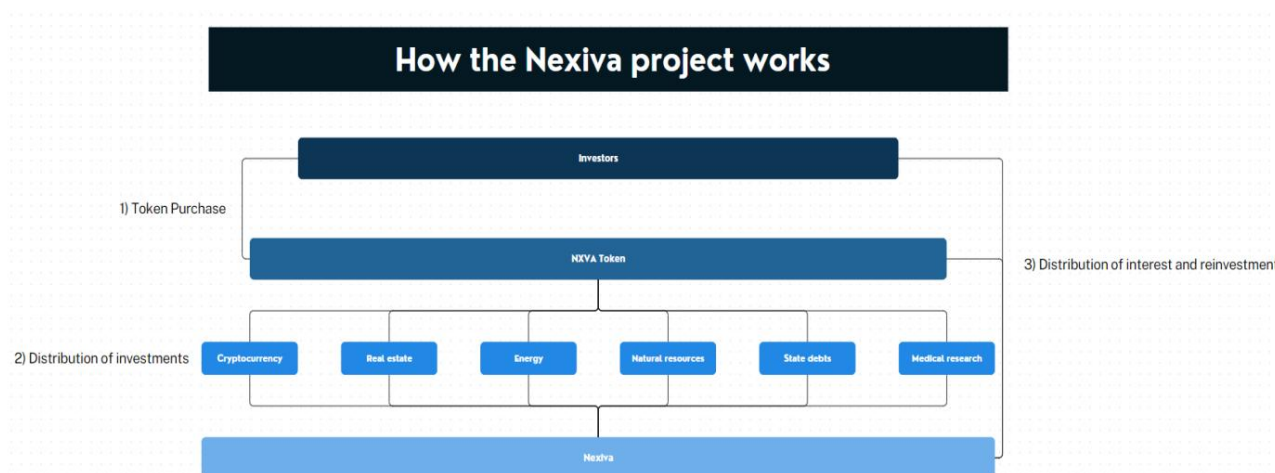 How the Nexiva project works
Investors
1) Token Purchase
NXVA Token
3) Distribution of interest and reinvestment
2) Distribution of investments
Cryptocurrency
Real estate
Energy
Natural resources
State debts
Medical research
Nexiva